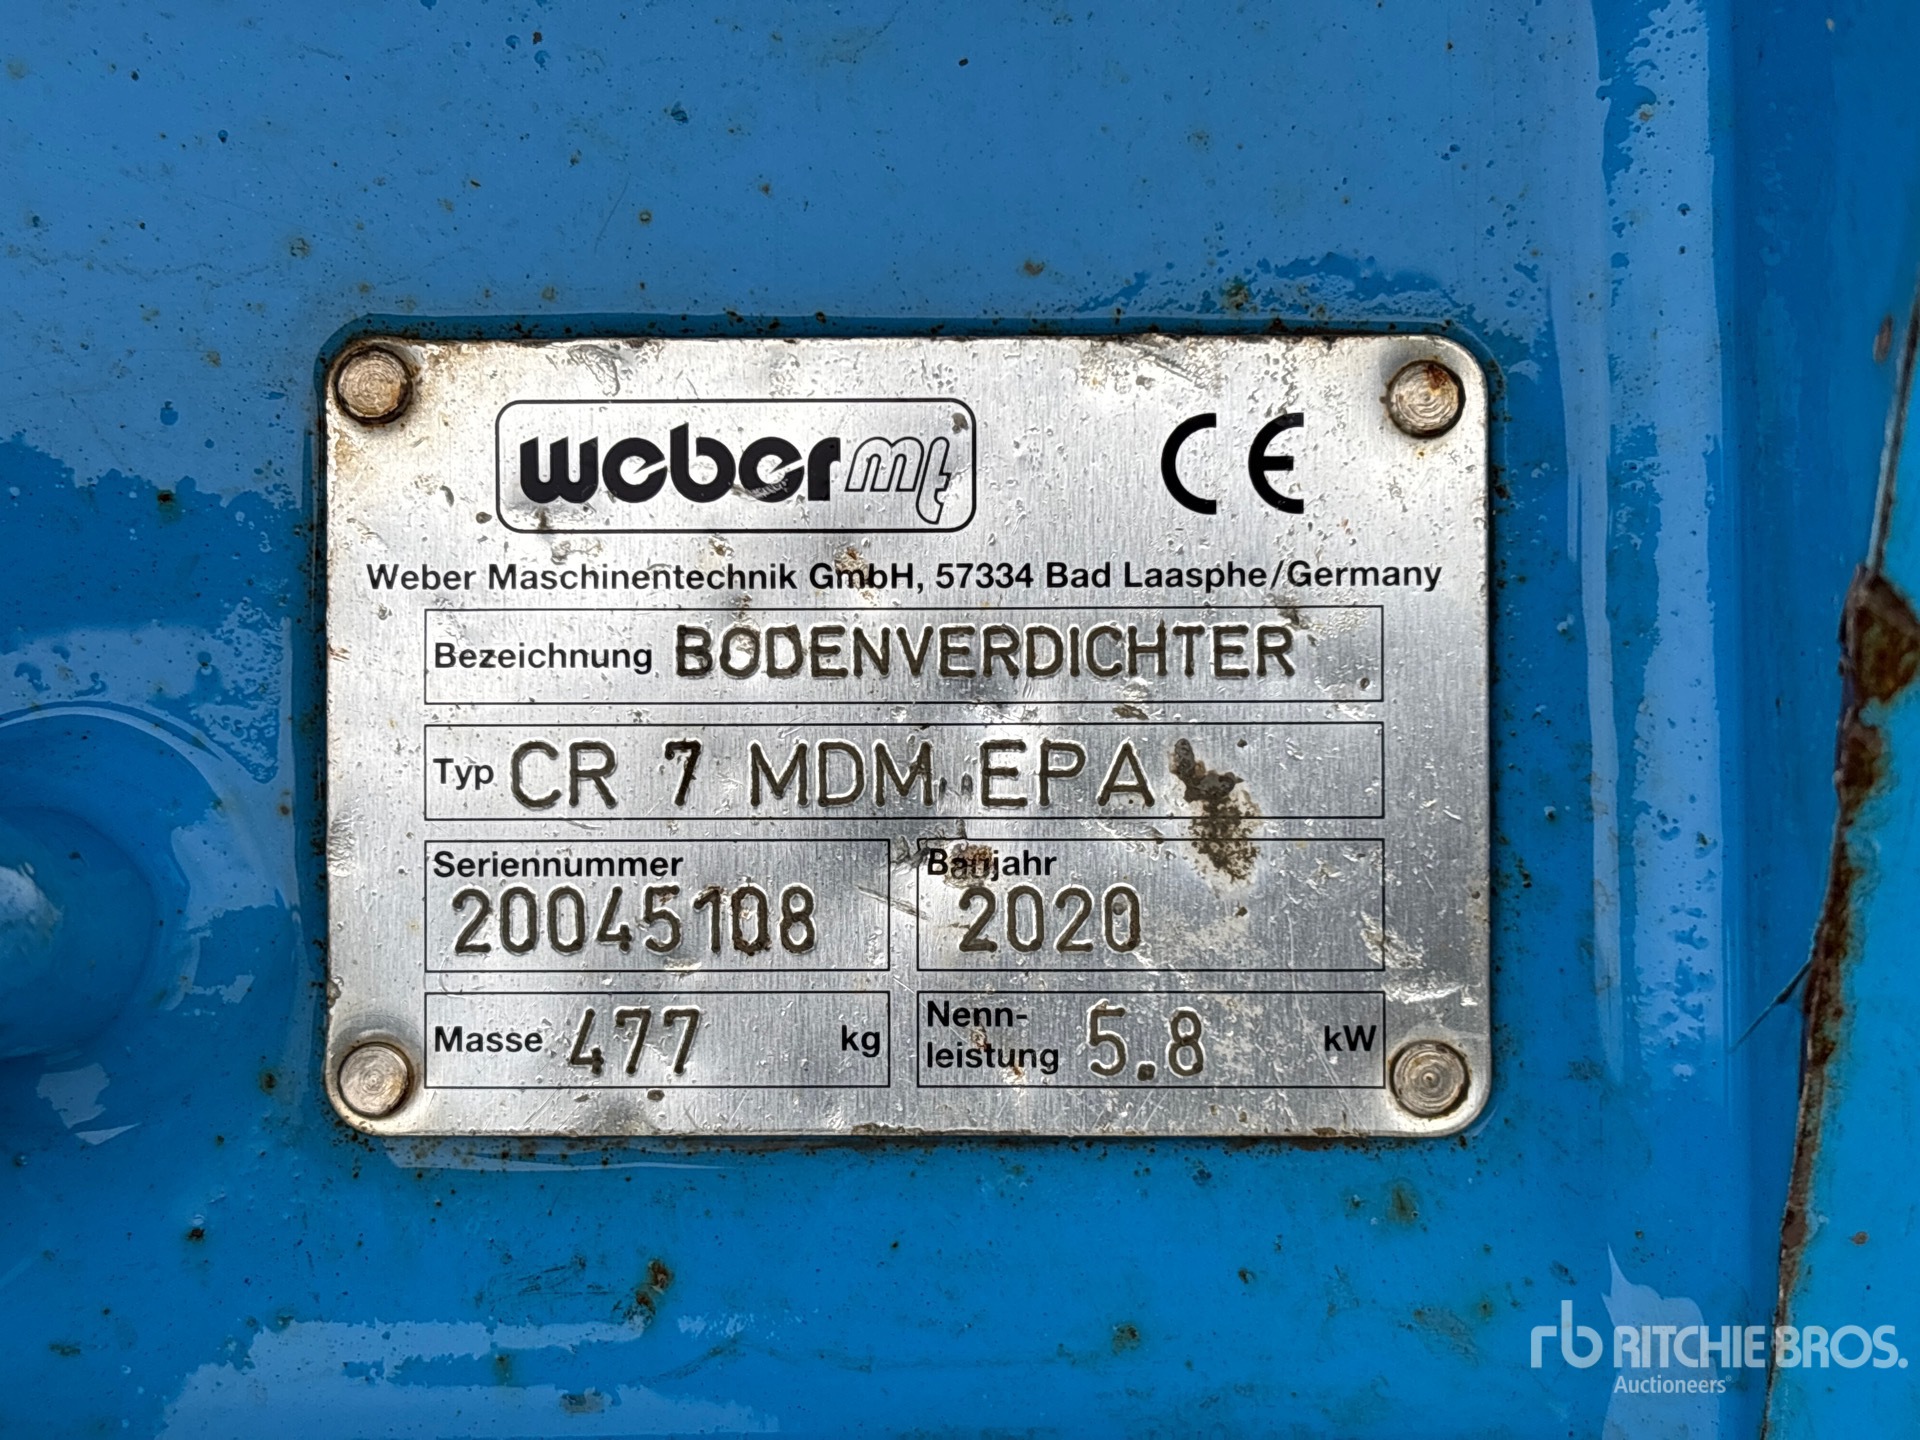 weber mt
CE
Weber Maschinentechnik GmbH, 57334 Bad Laasphe/Germany
Bezeichnung BODENVERDICHTER
Typ CR 7 MDM EPA
Seriennummer Baujahr
20045108 2020
Masse 477 kg Nenn-
leistung 5.8 kW
rb RITCHIE BROS.
Auctioneers